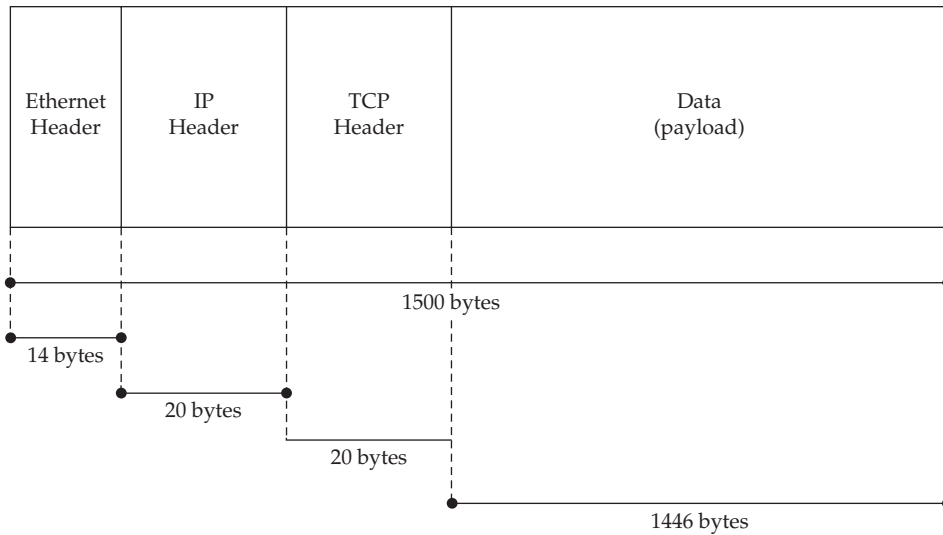 Ethernet
Header
IP
Header
TCP
Header
Data
(payload)
1500 bytes
14 bytes
20 bytes
20 bytes
1446 bytes